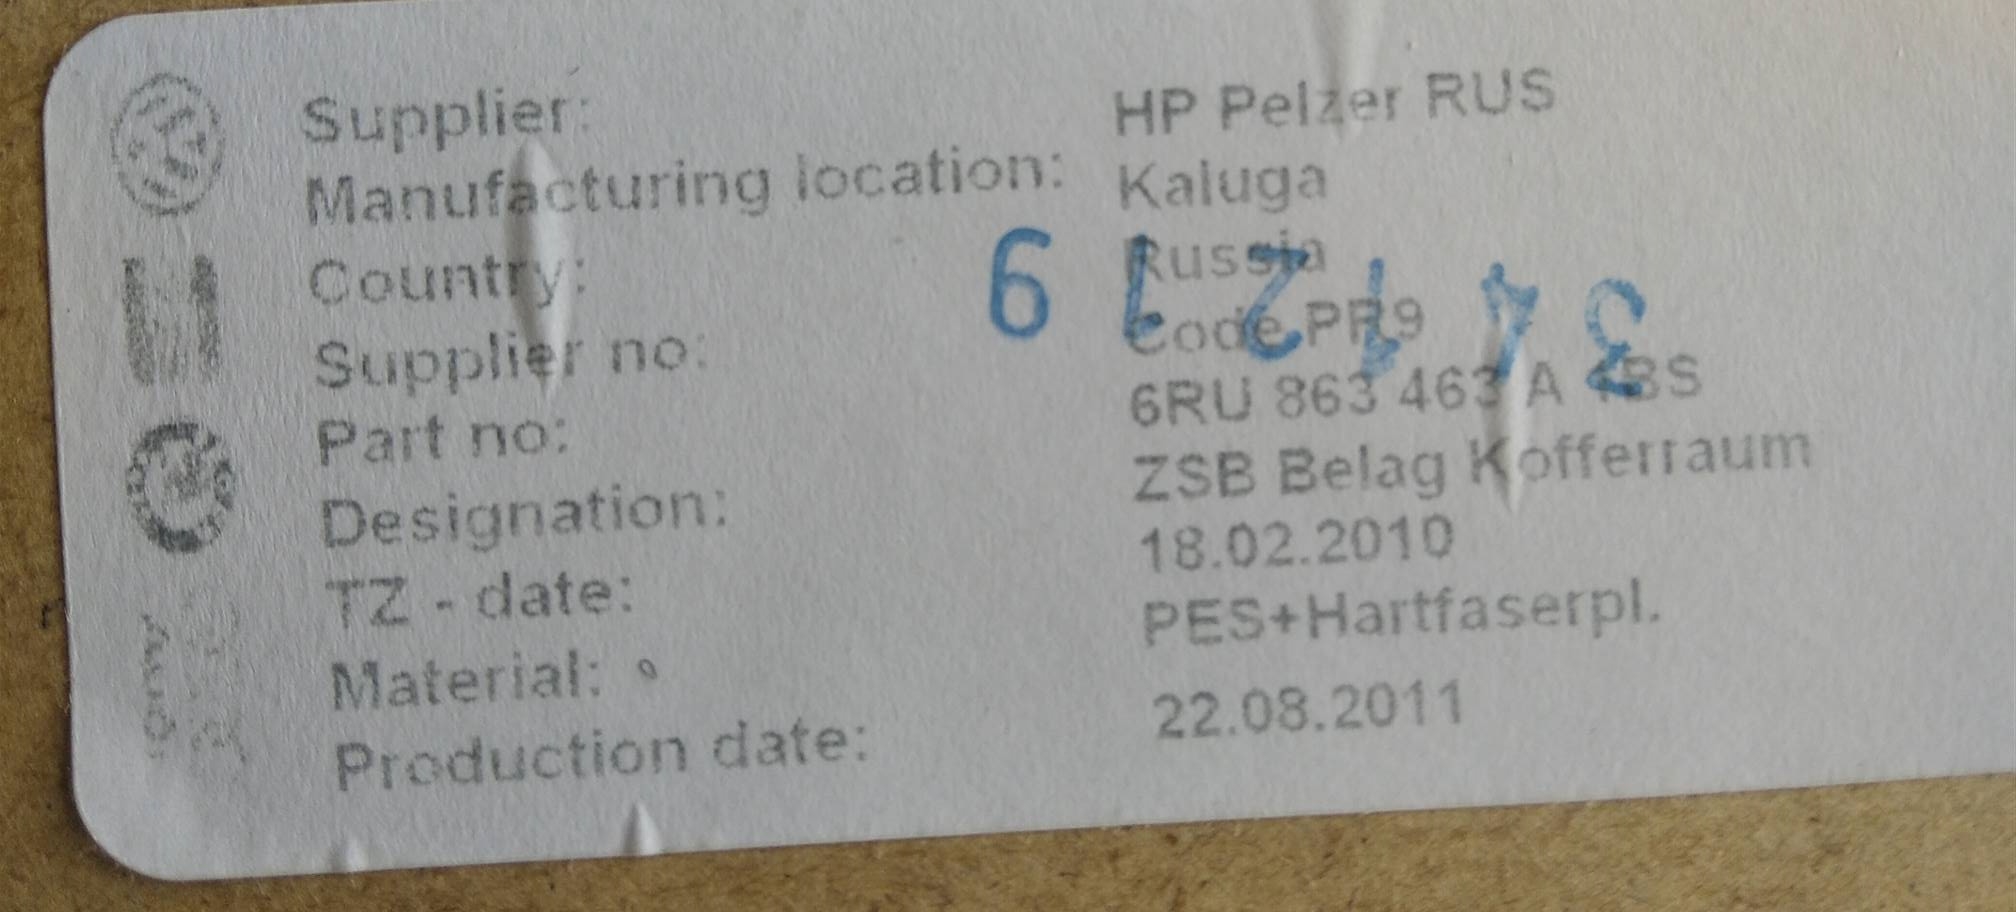 Supplier: HP Pelzer RUS
Manufacturing location: Kaluga
Country: Russia
Supplier no: Code PR9
Part no: 6RU 863 463 A
Designation: ZSB Belag Kofferraum
TZ - date: 18.02.2010
Material: PES+Hartfaserpl.
Production date: 22.08.2011